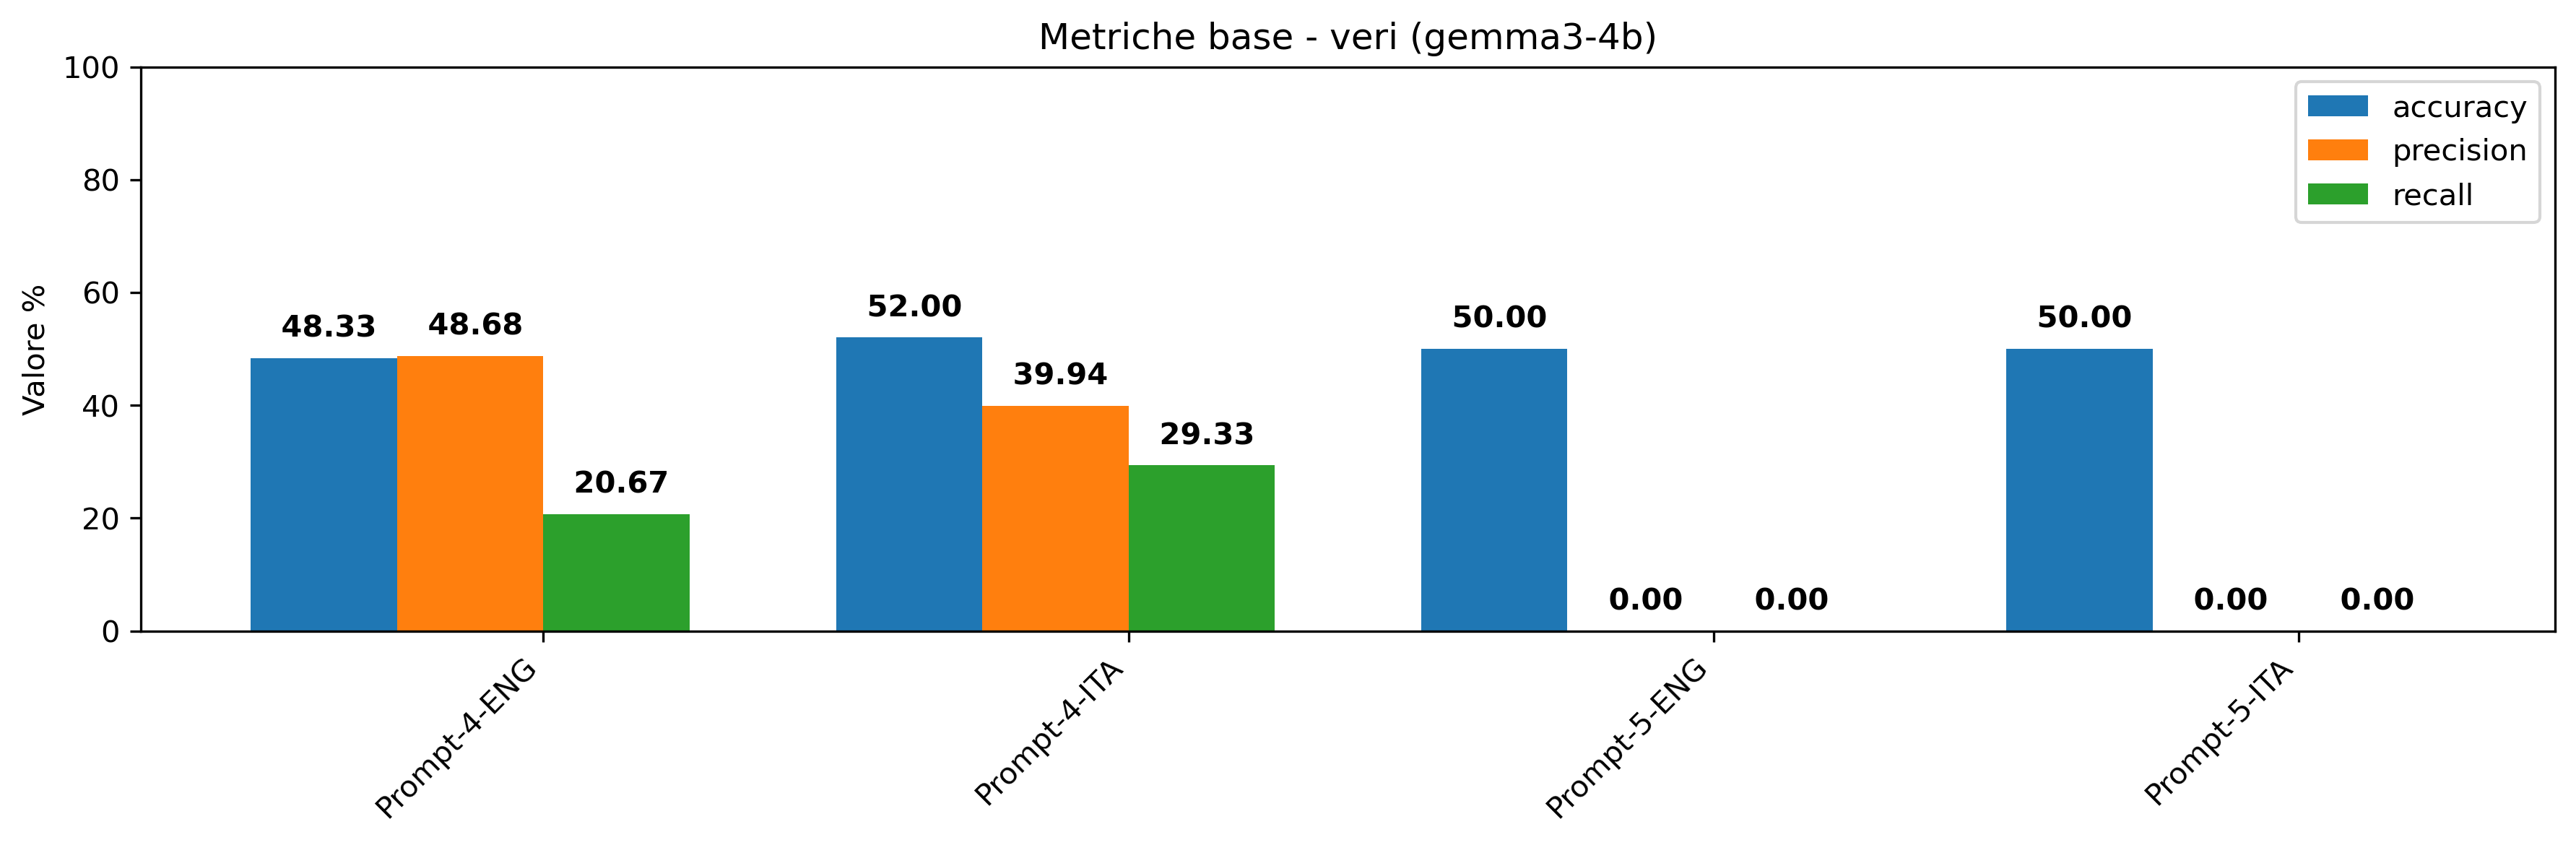 Metriche base - veri (gemma3-4b)
Valore %
100
80
60
40
20
0
accuracy
precision
recall
48.33
48.68
20.67
52.00
39.94
29.33
50.00
0.00
0.00
50.00
0.00
0.00
Prompt-4-ENG
Prompt-4-ITA
Prompt-5-ENG
Prompt-5-ITA